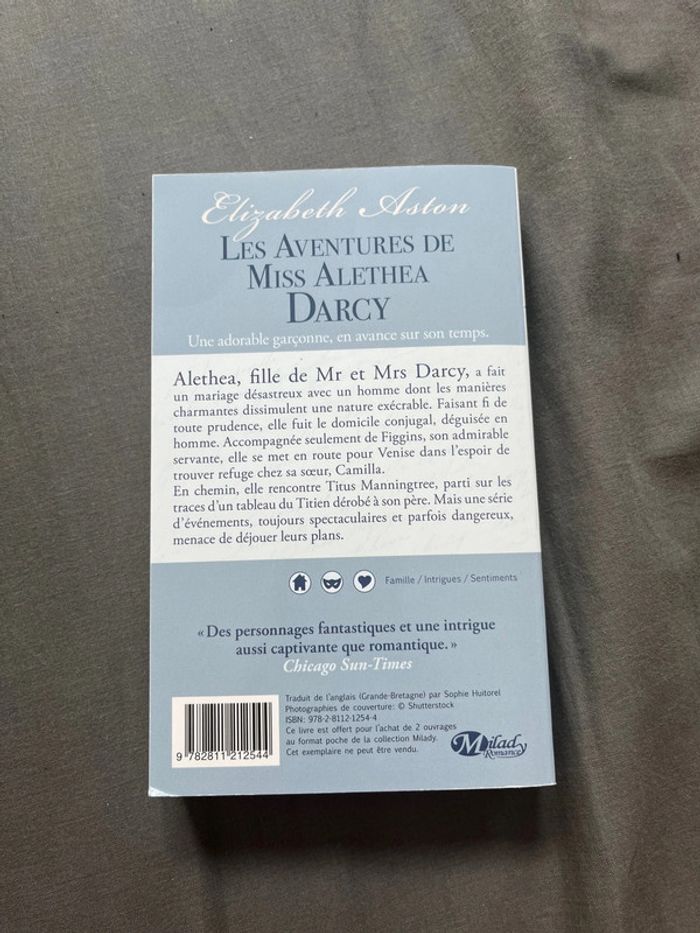 Elizabeth Aston
LES AVENTURES DE
MISS ALETHEA
DARCY
Une adorable garçonne, en avance sur son temps.
Alethea, fille de Mr et Mrs Darcy, a fait
un mariage désastreux avec un homme dont les manières
charmantes dissimulent une nature exécrable. Faisant fi de
toute prudence, elle fuit le domicile conjugal, déguisée en
homme. Accompagnée seulement de Figgins, son admirable
servante, elle se met en route pour Venise dans l'espoir de
trouver refuge chez sa sœur, Camilla.
En chemin, elle rencontre Titus Manningtree, parti sur les
traces d'un tableau du Titien dérobé à son père. Mais une série
d'événements, toujours spectaculaires et parfois dangereux,
menace de déjouer leurs plans.
Famille / Intrigues / Sentiments
« Des personnages fantastiques et une intrigue
aussi captivante que romantique. »
Chicago Sun-Times
Traduit de l'anglais (Grande-Bretagne) par Sophie Huitorel
Photographies de couverture: © Shutterstock
ISBN: 978-2-8112-1254-4
Ce livre est offert pour l'achat de 2 ouvrages
au format poche de la collection Milady.
Cet exemplaire ne peut être vendu.
9 782811 212544
Milady
Romance